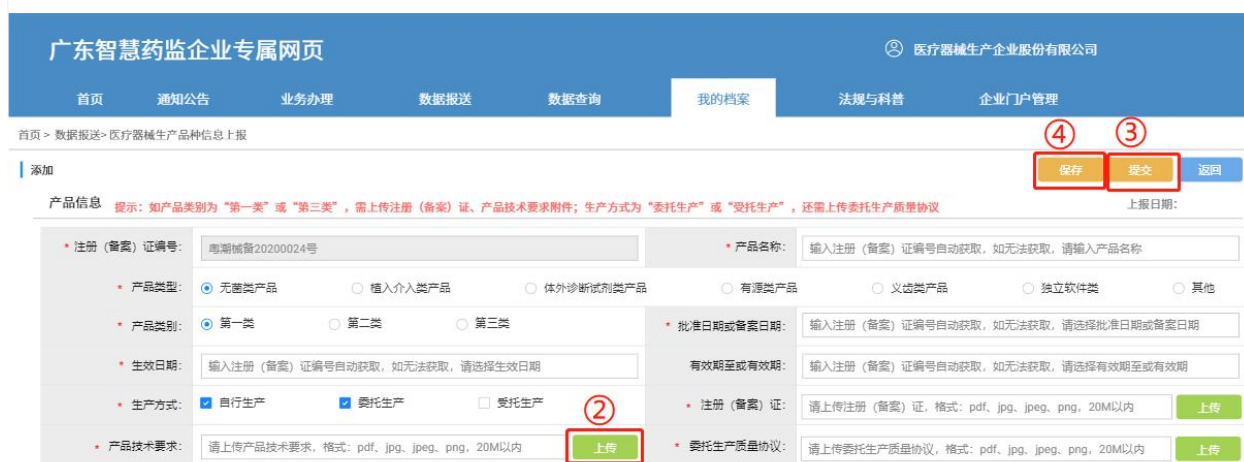 广东智慧药监企业专属网页 医疗器械生产企业股份有限公司
首页 通知公告 业务办理 数据报送 数据查询 我的档案 法规与科普 企业门户管理
首页 > 数据报送> 医疗器械生产品种信息上报
④ ③
添加 保存 提交 返回
产品信息 提示：如产品类别为“第一类”或“第三类”，需上传注册（备案）证、产品技术要求附件；生产方式为“委托生产”或“受托生产”，还需上传委托生产质量协议 上报日期：
* 注册（备案）证编号： 粤潮械备20200024号 * 产品名称： 输入注册（备案）证编号自动获取，如无法获取，请输入产品名称
* 产品类型： 无菌类产品 植入介入类产品 体外诊断试剂类产品 有源类产品 义齿类产品 独立软件类 其他
* 产品类别： 第一类 第二类 第三类 * 批准日期或备案日期： 输入注册（备案）证编号自动获取，如无法获取，请选择批准日期或备案日期
* 生效日期： 输入注册（备案）证编号自动获取，如无法获取，请选择生效日期 有效期至或有效期： 输入注册（备案）证编号自动获取，如无法获取，请选择有效期至或有效期
* 生产方式： 自行生产 委托生产 受托生产 ② * 注册（备案）证： 请上传注册（备案）证，格式：pdf、jpg、jpeg、png，20M以内 上传
* 产品技术要求： 请上传产品技术要求，格式：pdf、jpg、jpeg、png，20M以内 上传 * 委托生产质量协议： 请上传委托生产质量协议，格式：pdf、jpg、jpeg、png，20M以内 上传